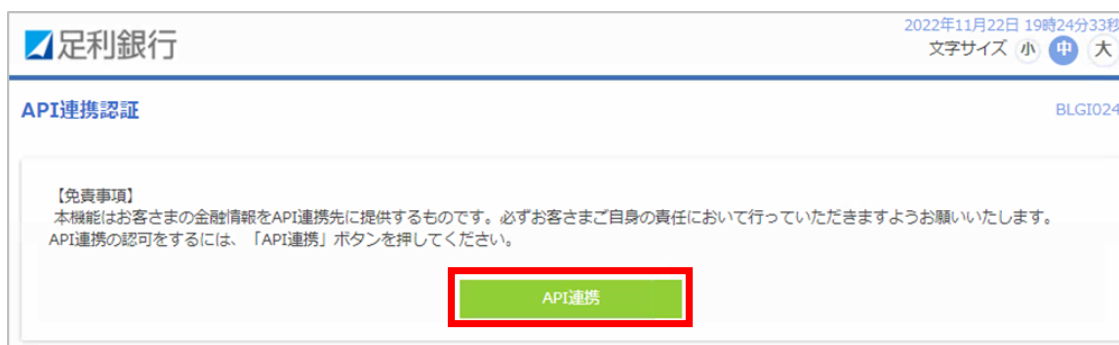 足利銀行
2022年11月22日 19時24分33秒
文字サイズ 小 中 大
API連携認証
BLGI024
【免責事項】
本機能はお客さまの金融情報をAPI連携先に提供するものです。必ずお客さまご自身の責任において行っていただきますようお願いいたします。
API連携の認可をするには、「API連携」ボタンを押してください。
API連携